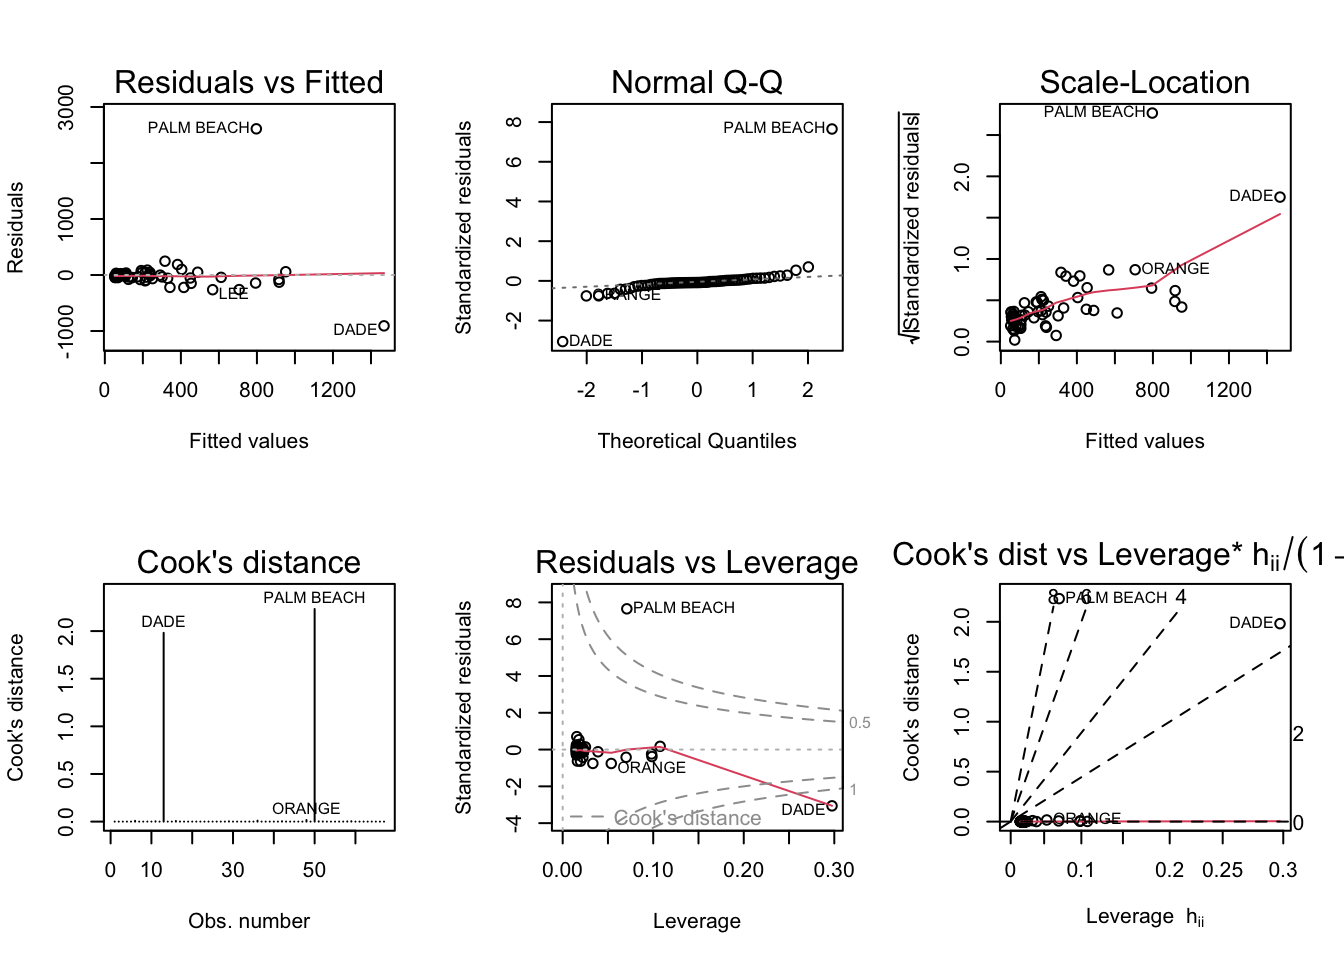 Residuals vs Fitted
Residuals
3000
1000
0
-1000
PALM BEACH
LEE
DADE
0 400 800 1200
Fitted values
Normal Q-Q
Standardized residuals
8
6
4
2
0
-2
PALM BEACH
ORANGE
DADE
-2 -1 0 1 2
Theoretical Quantiles
Scale-Location
√|Standardized residuals|
2.0
1.0
0.0
PALM BEACH
DADE
ORANGE
0 400 800 1200
Fitted values
Cook's distance
Cook's distance
2.0
1.5
1.0
0.5
0.0
PALM BEACH
DADE
ORANGE
0 10 30 50
Obs. number
Residuals vs Leverage
Standardized residuals
8
6
4
2
0
-2
-4
PALM BEACH
0.5
ORANGE
1
DADE
Cook's distance
0.00 0.10 0.20 0.30
Leverage
Cook's dist vs Leverage* hii/(1−
Cook's distance
2.0
1.5
1.0
0.5
0.0
8 PALM BEACH 6 4
DADE
2
ORANGE
0
0 0.1 0.2 0.25 0.3
Leverage hii